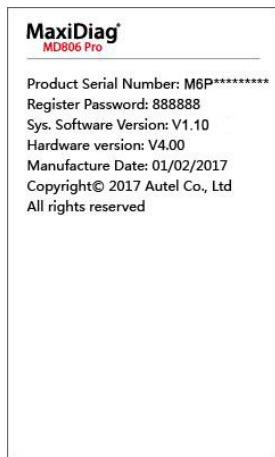 MaxiDiag®
MD806 Pro
Product Serial Number: M6P*********
Register Password: 888888
Sys. Software Version: V1.10
Hardware version: V4.00
Manufacture Date: 01/02/2017
Copyright© 2017 Autel Co., Ltd
All rights reserved